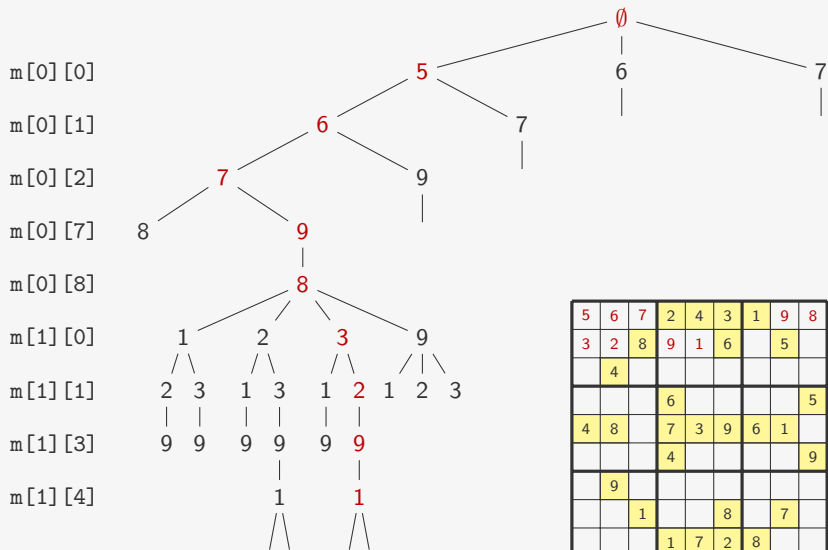 ∅
m[0][0] 5 6 7
m[0][1] 6 7
m[0][2] 7 9
m[0][7] 8 9
m[0][8] 8
m[1][0] 1 2 3 9
m[1][1] 2 3 1 3 1 2 1 2 3
m[1][3] 9 9 9 9 9 9
m[1][4] 1 1
5 6 7 2 4 3 1 9 8
3 2 8 9 1 6 5
4
6 5
4 8 7 3 9 6 1
4 9
9
1 8 7
1 7 2 8